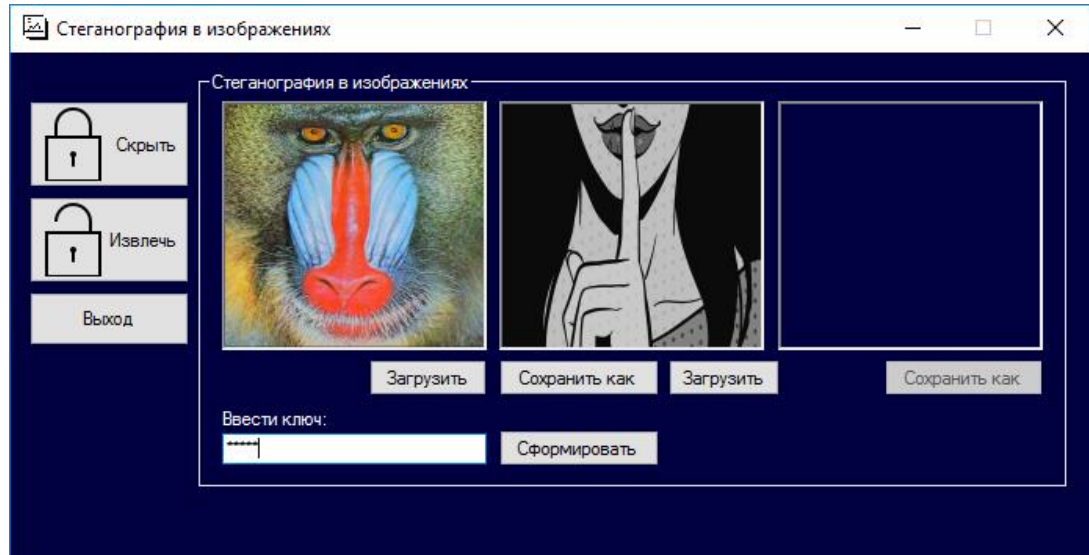 Стеганография в изображениях
Стеганография в изображениях
Скрыть
Извлечь
Выход
Загрузить
Сохранить как
Загрузить
Сохранить как
Ввести ключ:
*****
Сформировать